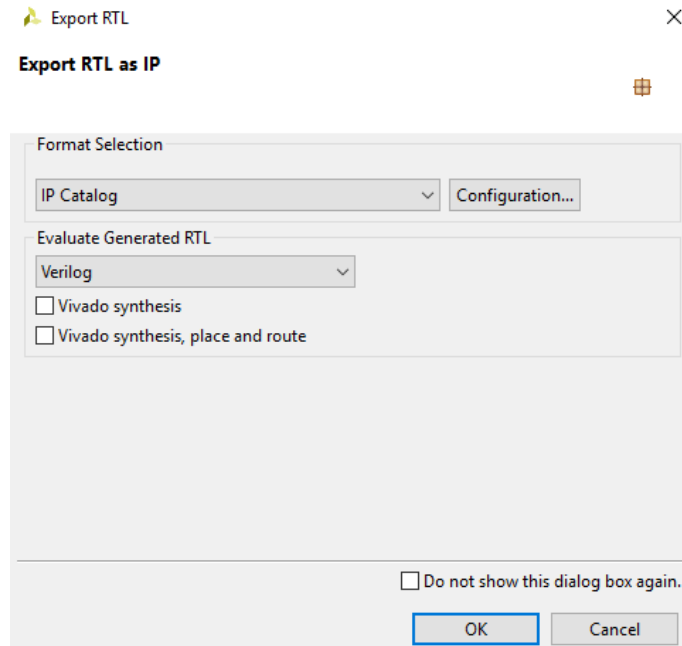 Export RTL
Export RTL as IP
Format Selection
IP Catalog
Configuration...
Evaluate Generated RTL
Verilog
Vivado synthesis
Vivado synthesis, place and route
Do not show this dialog box again.
OK
Cancel